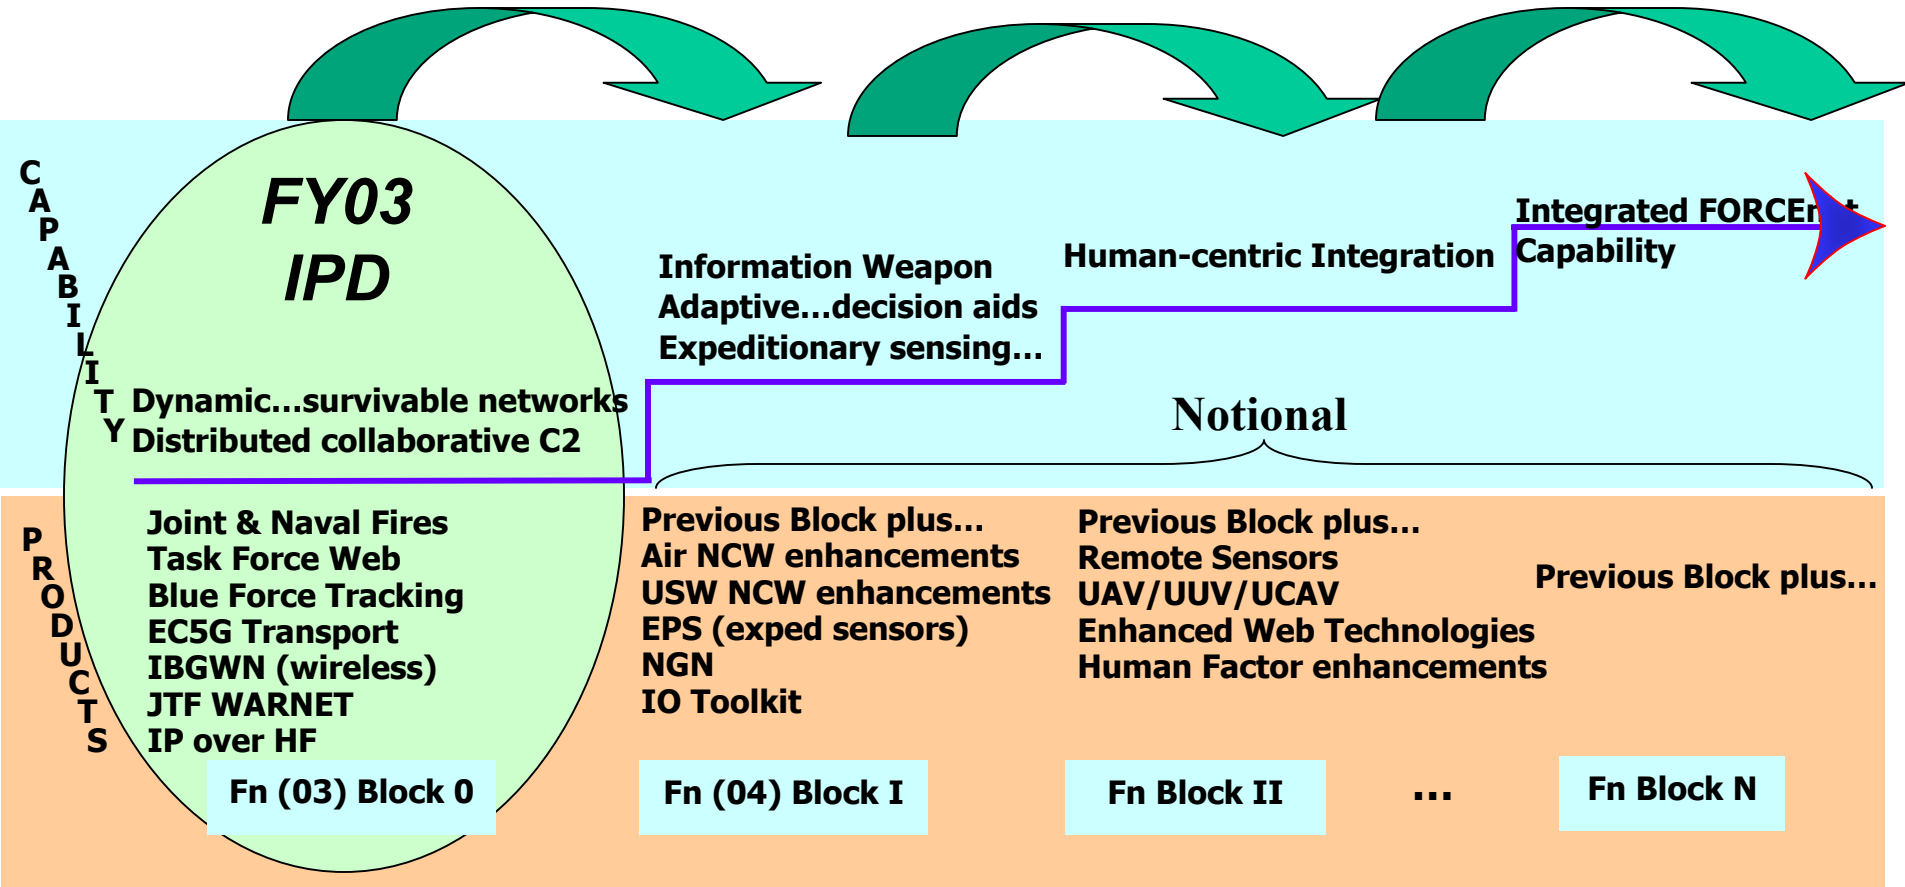 CAPABILITY
FY03
IPD
Dynamic...survivable networks
Distributed collaborative C2
Information Weapon
Adaptive...decision aids
Expeditionary sensing...
Human-centric Integration
Integrated FORCEnet
Capability
Notional
PRODUCTS
Joint & Naval Fires
Task Force Web
Blue Force Tracking
EC5G Transport
IBGWN (wireless)
JTF WARNET
IP over HF
Fn (03) Block 0
Previous Block plus...
Air NCW enhancements
USW NCW enhancements
EPS (exped sensors)
NGN
IO Toolkit
Fn (04) Block I
Previous Block plus...
Remote Sensors
UAV/UUV/UCAV
Enhanced Web Technologies
Human Factor enhancements
Fn Block II
...
Previous Block plus...
Fn Block N